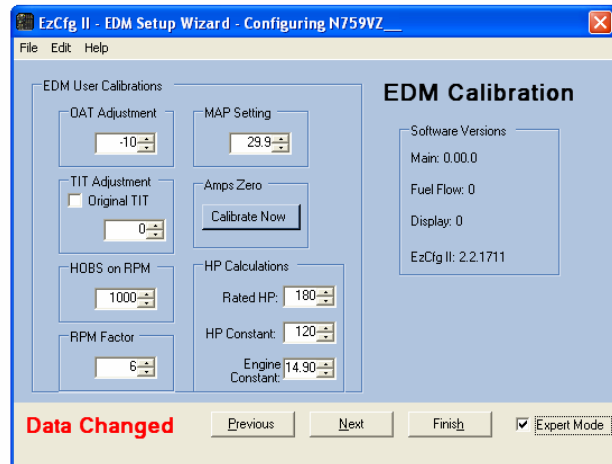 EzCfg II - EDM Setup Wizard - Configuring N759VZ__
File Edit Help
EDM User Calibrations
OAT Adjustment
-10
MAP Setting
29.9
TIT Adjustment
Original TIT
0
Amps Zero
Calibrate Now
HOBS on RPM
1000
RPM Factor
6
HP Calculations
Rated HP: 180
HP Constant: 120
Engine
Constant: 14.90
EDM Calibration
Software Versions
Main: 0.00.0
Fuel Flow: 0
Display: 0
EzCfg II: 2.2.1711
Data Changed
Previous Next Finish Expert Mode